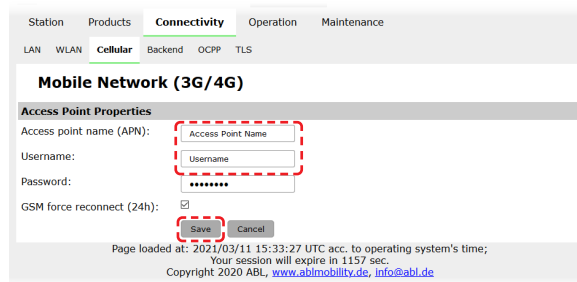 Station Products Connectivity Operation Maintenance
LAN WLAN Cellular Backend OCPP TLS
Mobile Network (3G/4G)
Access Point Properties
Access point name (APN): Access Point Name
Username: Username
Password: ••••••••
GSM force reconnect (24h):
Save Cancel
Page loaded at: 2021/03/11 15:33:27 UTC acc. to operating system's time;
Your session will expire in 1157 sec.
Copyright 2020 ABL, www.ablmobility.de, info@abl.de